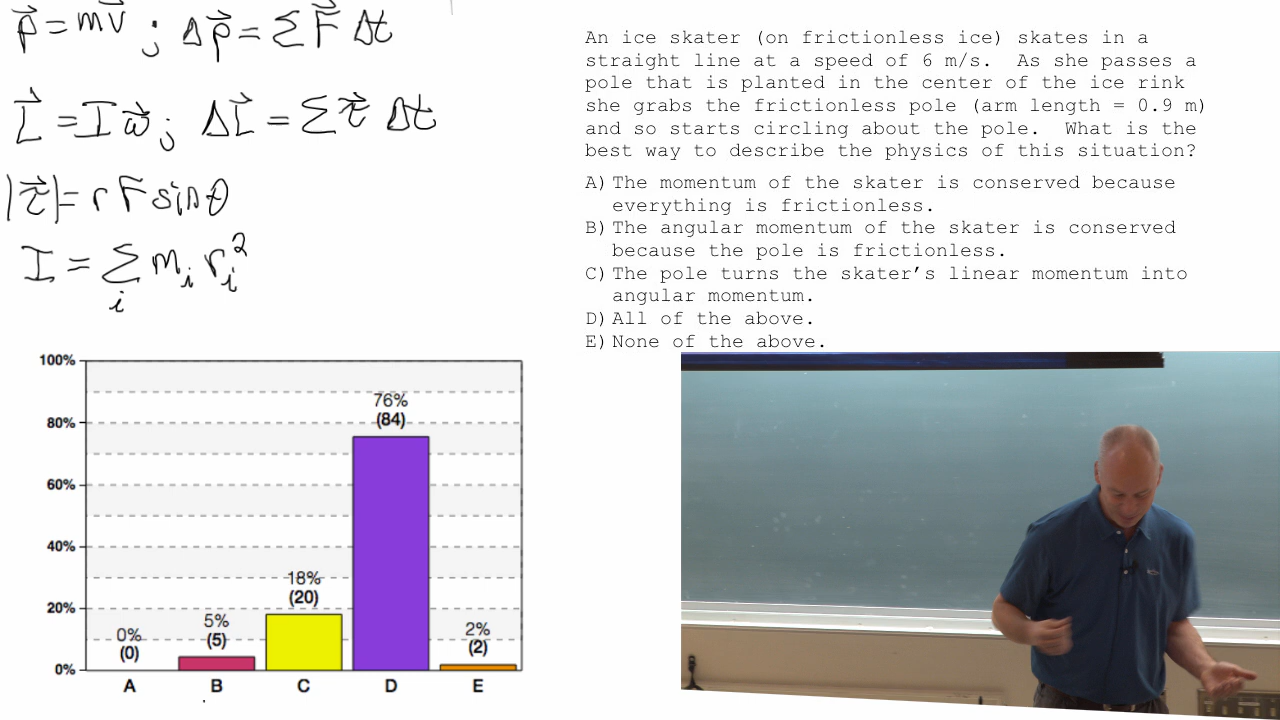 p⃗ = mv⃗ ; Δp⃗ = ΣF⃗ Δt
L⃗ = Iω⃗ ; ΔL⃗ = Στ⃗ Δt
|τ⃗| = r F sinθ
I = Σᵢ mᵢ rᵢ²
An ice skater (on frictionless ice) skates in a
straight line at a speed of 6 m/s. As she passes a
pole that is planted in the center of the ice rink
she grabs the frictionless pole (arm length = 0.9 m)
and so starts circling about the pole. What is the
best way to describe the physics of this situation?
A) The momentum of the skater is conserved because
everything is frictionless.
B) The angular momentum of the skater is conserved
because the pole is frictionless.
C) The pole turns the skater’s linear momentum into
angular momentum.
D) All of the above.
E) None of the above.
100%
80%
60%
40%
20%
0%
0%
(0)
5%
(5)
18%
(20)
76%
(84)
2%
(2)
A B C D E